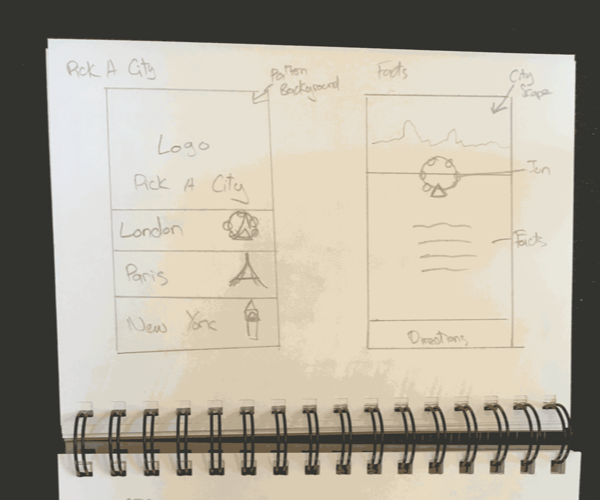 Pick A City
Pattern
Background
Logo
Pick A City
London
Paris
New York
Facts
City
Scape
Icon
Facts
Directions